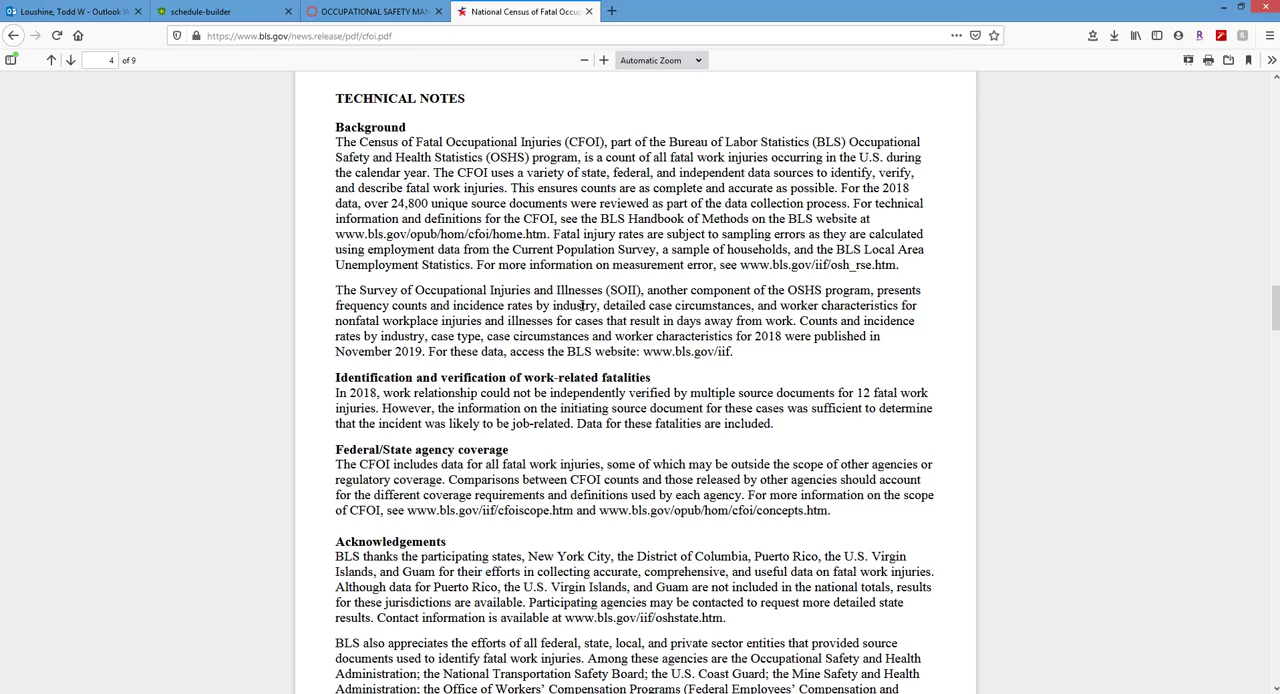 Loushine, Todd W - Outlook
schedule-builder
OCCUPATIONAL SAFETY MAN
National Census of Fatal Occup
https://www.bls.gov/news.release/pdf/cfoi.pdf
4 of 9
Automatic Zoom
TECHNICAL NOTES
Background
The Census of Fatal Occupational Injuries (CFOI), part of the Bureau of Labor Statistics (BLS) Occupational
Safety and Health Statistics (OSHS) program, is a count of all fatal work injuries occurring in the U.S. during
the calendar year. The CFOI uses a variety of state, federal, and independent data sources to identify, verify,
and describe fatal work injuries. This ensures counts are as complete and accurate as possible. For the 2018
data, over 24,800 unique source documents were reviewed as part of the data collection process. For technical
information and definitions for the CFOI, see the BLS Handbook of Methods on the BLS website at
www.bls.gov/opub/hom/cfoi/home.htm. Fatal injury rates are subject to sampling errors as they are calculated
using employment data from the Current Population Survey, a sample of households, and the BLS Local Area
Unemployment Statistics. For more information on measurement error, see www.bls.gov/iif/osh_rse.htm.
The Survey of Occupational Injuries and Illnesses (SOII), another component of the OSHS program, presents
frequency counts and incidence rates by industry, detailed case circumstances, and worker characteristics for
nonfatal workplace injuries and illnesses for cases that result in days away from work. Counts and incidence
rates by industry, case type, case circumstances and worker characteristics for 2018 were published in
November 2019. For these data, access the BLS website: www.bls.gov/iif.
Identification and verification of work-related fatalities
In 2018, work relationship could not be independently verified by multiple source documents for 12 fatal work
injuries. However, the information on the initiating source document for these cases was sufficient to determine
that the incident was likely to be job-related. Data for these fatalities are included.
Federal/State agency coverage
The CFOI includes data for all fatal work injuries, some of which may be outside the scope of other agencies or
regulatory coverage. Comparisons between CFOI counts and those released by other agencies should account
for the different coverage requirements and definitions used by each agency. For more information on the scope
of CFOI, see www.bls.gov/iif/cfoiscope.htm and www.bls.gov/opub/hom/cfoi/concepts.htm.
Acknowledgements
BLS thanks the participating states, New York City, the District of Columbia, Puerto Rico, the U.S. Virgin
Islands, and Guam for their efforts in collecting accurate, comprehensive, and useful data on fatal work injuries.
Although data for Puerto Rico, the U.S. Virgin Islands, and Guam are not included in the national totals, results
for these jurisdictions are available. Participating agencies may be contacted to request more detailed state
results. Contact information is available at www.bls.gov/iif/oshstate.htm.
BLS also appreciates the efforts of all federal, state, local, and private sector entities that provided source
documents used to identify fatal work injuries. Among these agencies are the Occupational Safety and Health
Administration; the National Transportation Safety Board; the U.S. Coast Guard; the Mine Safety and Health
Administration; the Office of Workers' Compensation Programs (Federal Employees' Compensation and